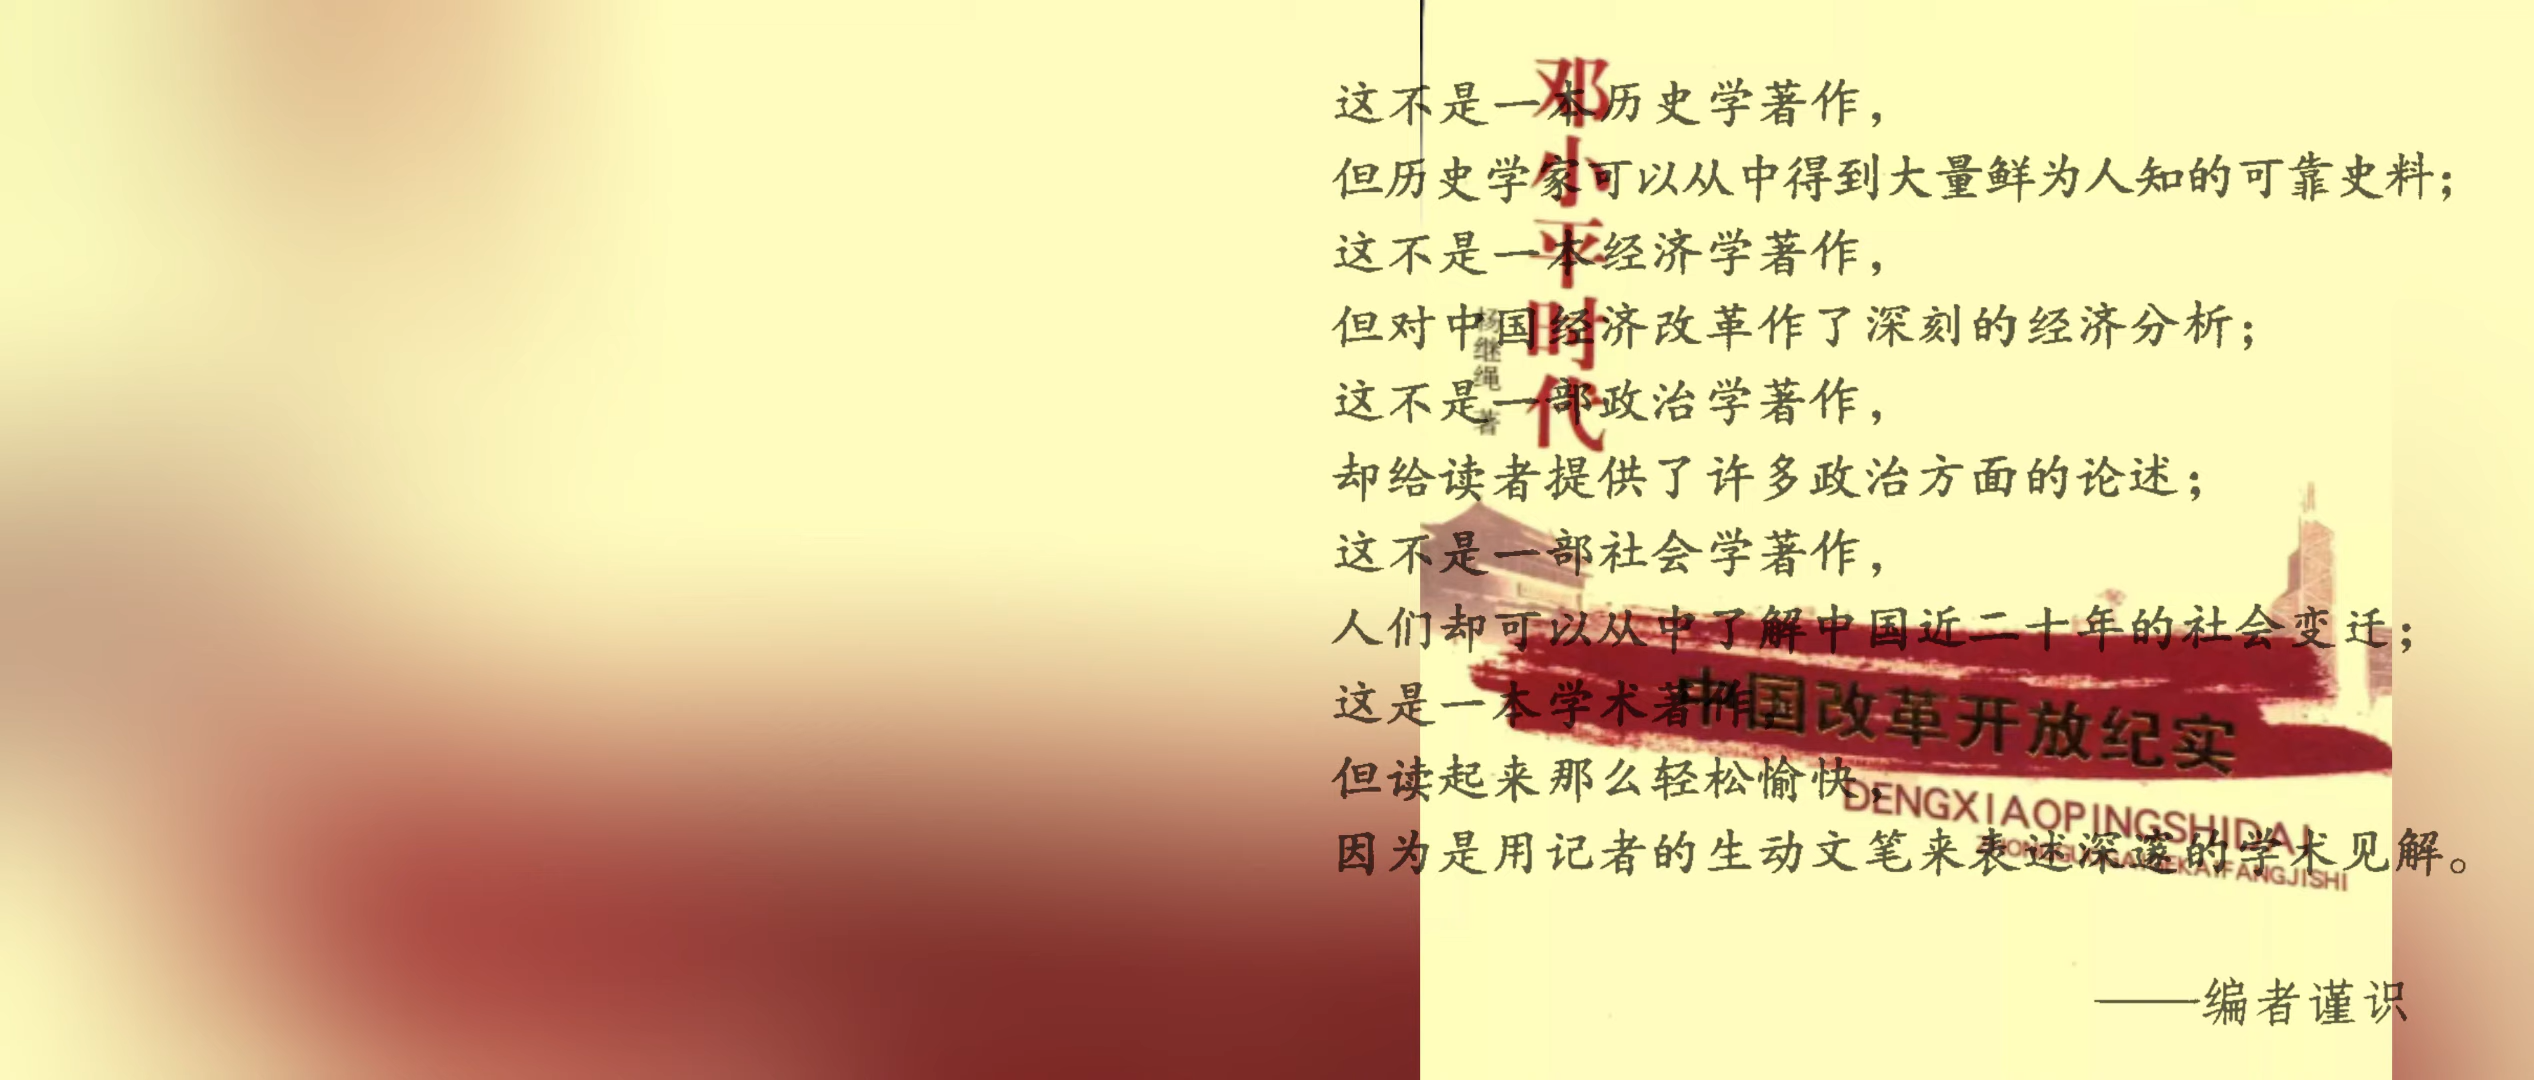 这不是一本历史学著作，
但历史学家可以从中得到大量鲜为人知的可靠史料；
这不是一本经济学著作，
但对中国经济改革作了深刻的经济分析；
这不是一部政治学著作，
却给读者提供了许多政治方面的论述；
这不是一部社会学著作，
人们却可以从中了解中国近二十年的社会变迁；
这是一本学术著作，
但读起来那么轻松愉快，
因为是用记者的生动文笔来表述深邃的学术见解。
——编者谨识
邓小平时代
杨继绳 著
中国改革开放纪实
DENGXIAOPINGSHIDAI
ZHONGGUOGAIGEKAIFANGJISHI